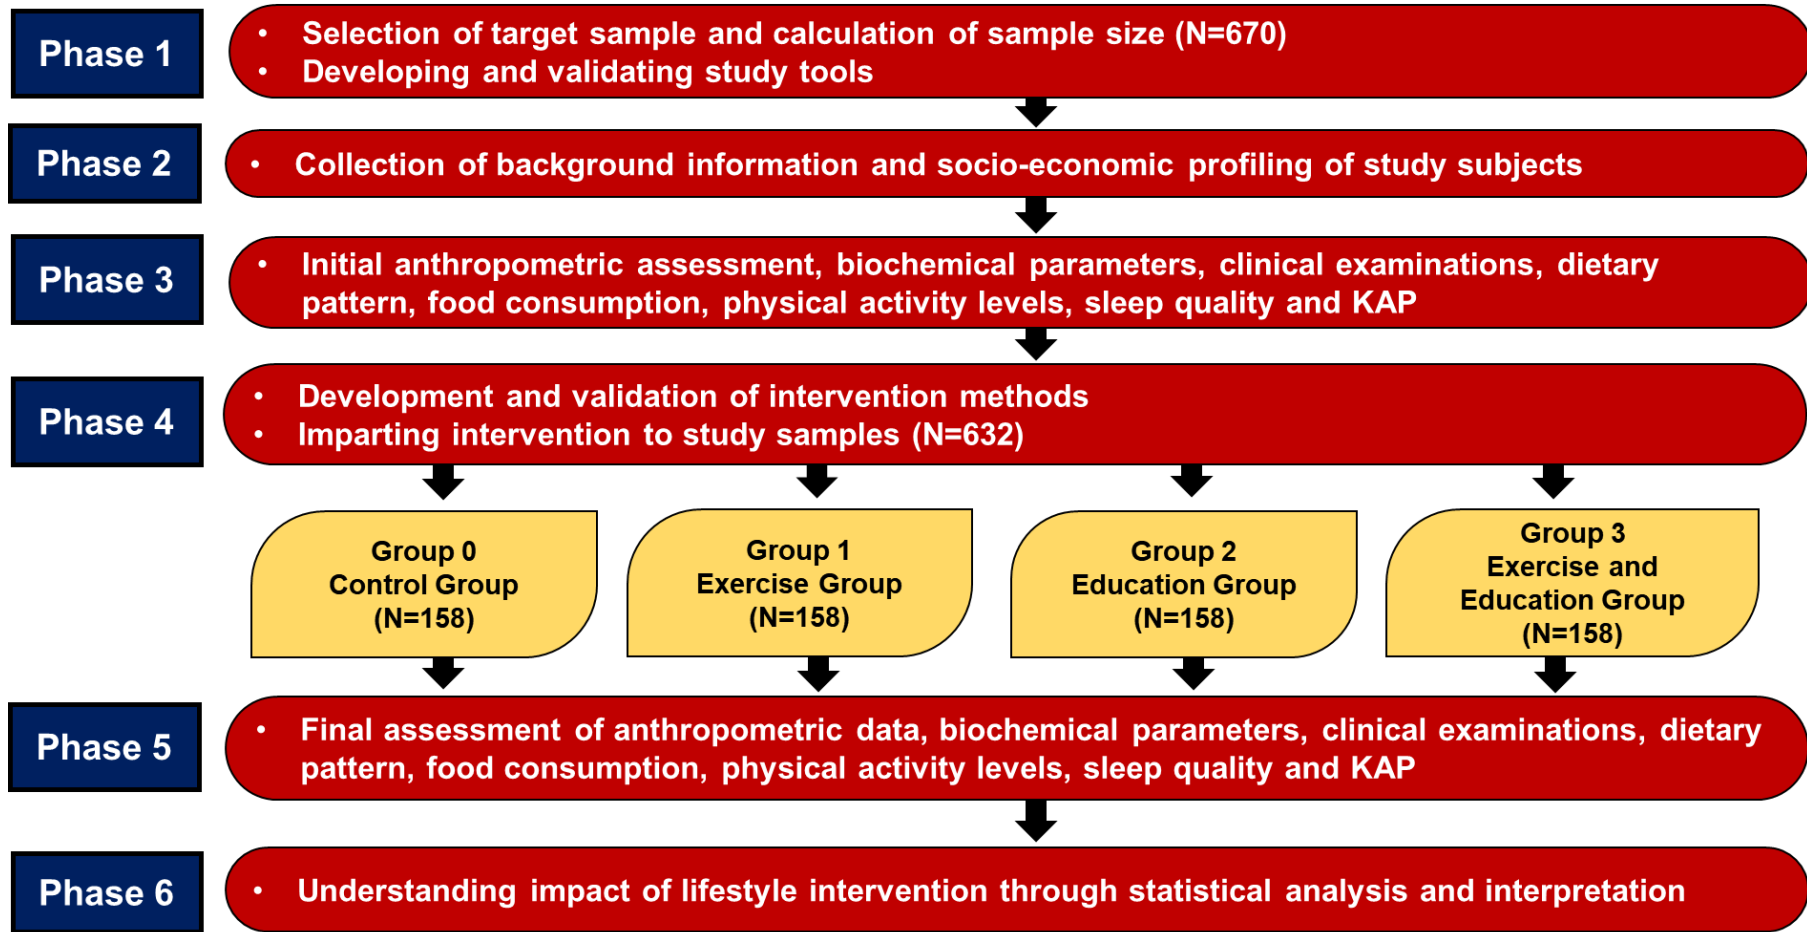 Phase 1
• Selection of target sample and calculation of sample size (N=670)
• Developing and validating study tools
Phase 2
• Collection of background information and socio-economic profiling of study subjects
Phase 3
• Initial anthropometric assessment, biochemical parameters, clinical examinations, dietary
pattern, food consumption, physical activity levels, sleep quality and KAP
Phase 4
• Development and validation of intervention methods
• Imparting intervention to study samples (N=632)
Group 0
Control Group
(N=158)
Group 1
Exercise Group
(N=158)
Group 2
Education Group
(N=158)
Group 3
Exercise and
Education Group
(N=158)
Phase 5
• Final assessment of anthropometric data, biochemical parameters, clinical examinations, dietary
pattern, food consumption, physical activity levels, sleep quality and KAP
Phase 6
• Understanding impact of lifestyle intervention through statistical analysis and interpretation